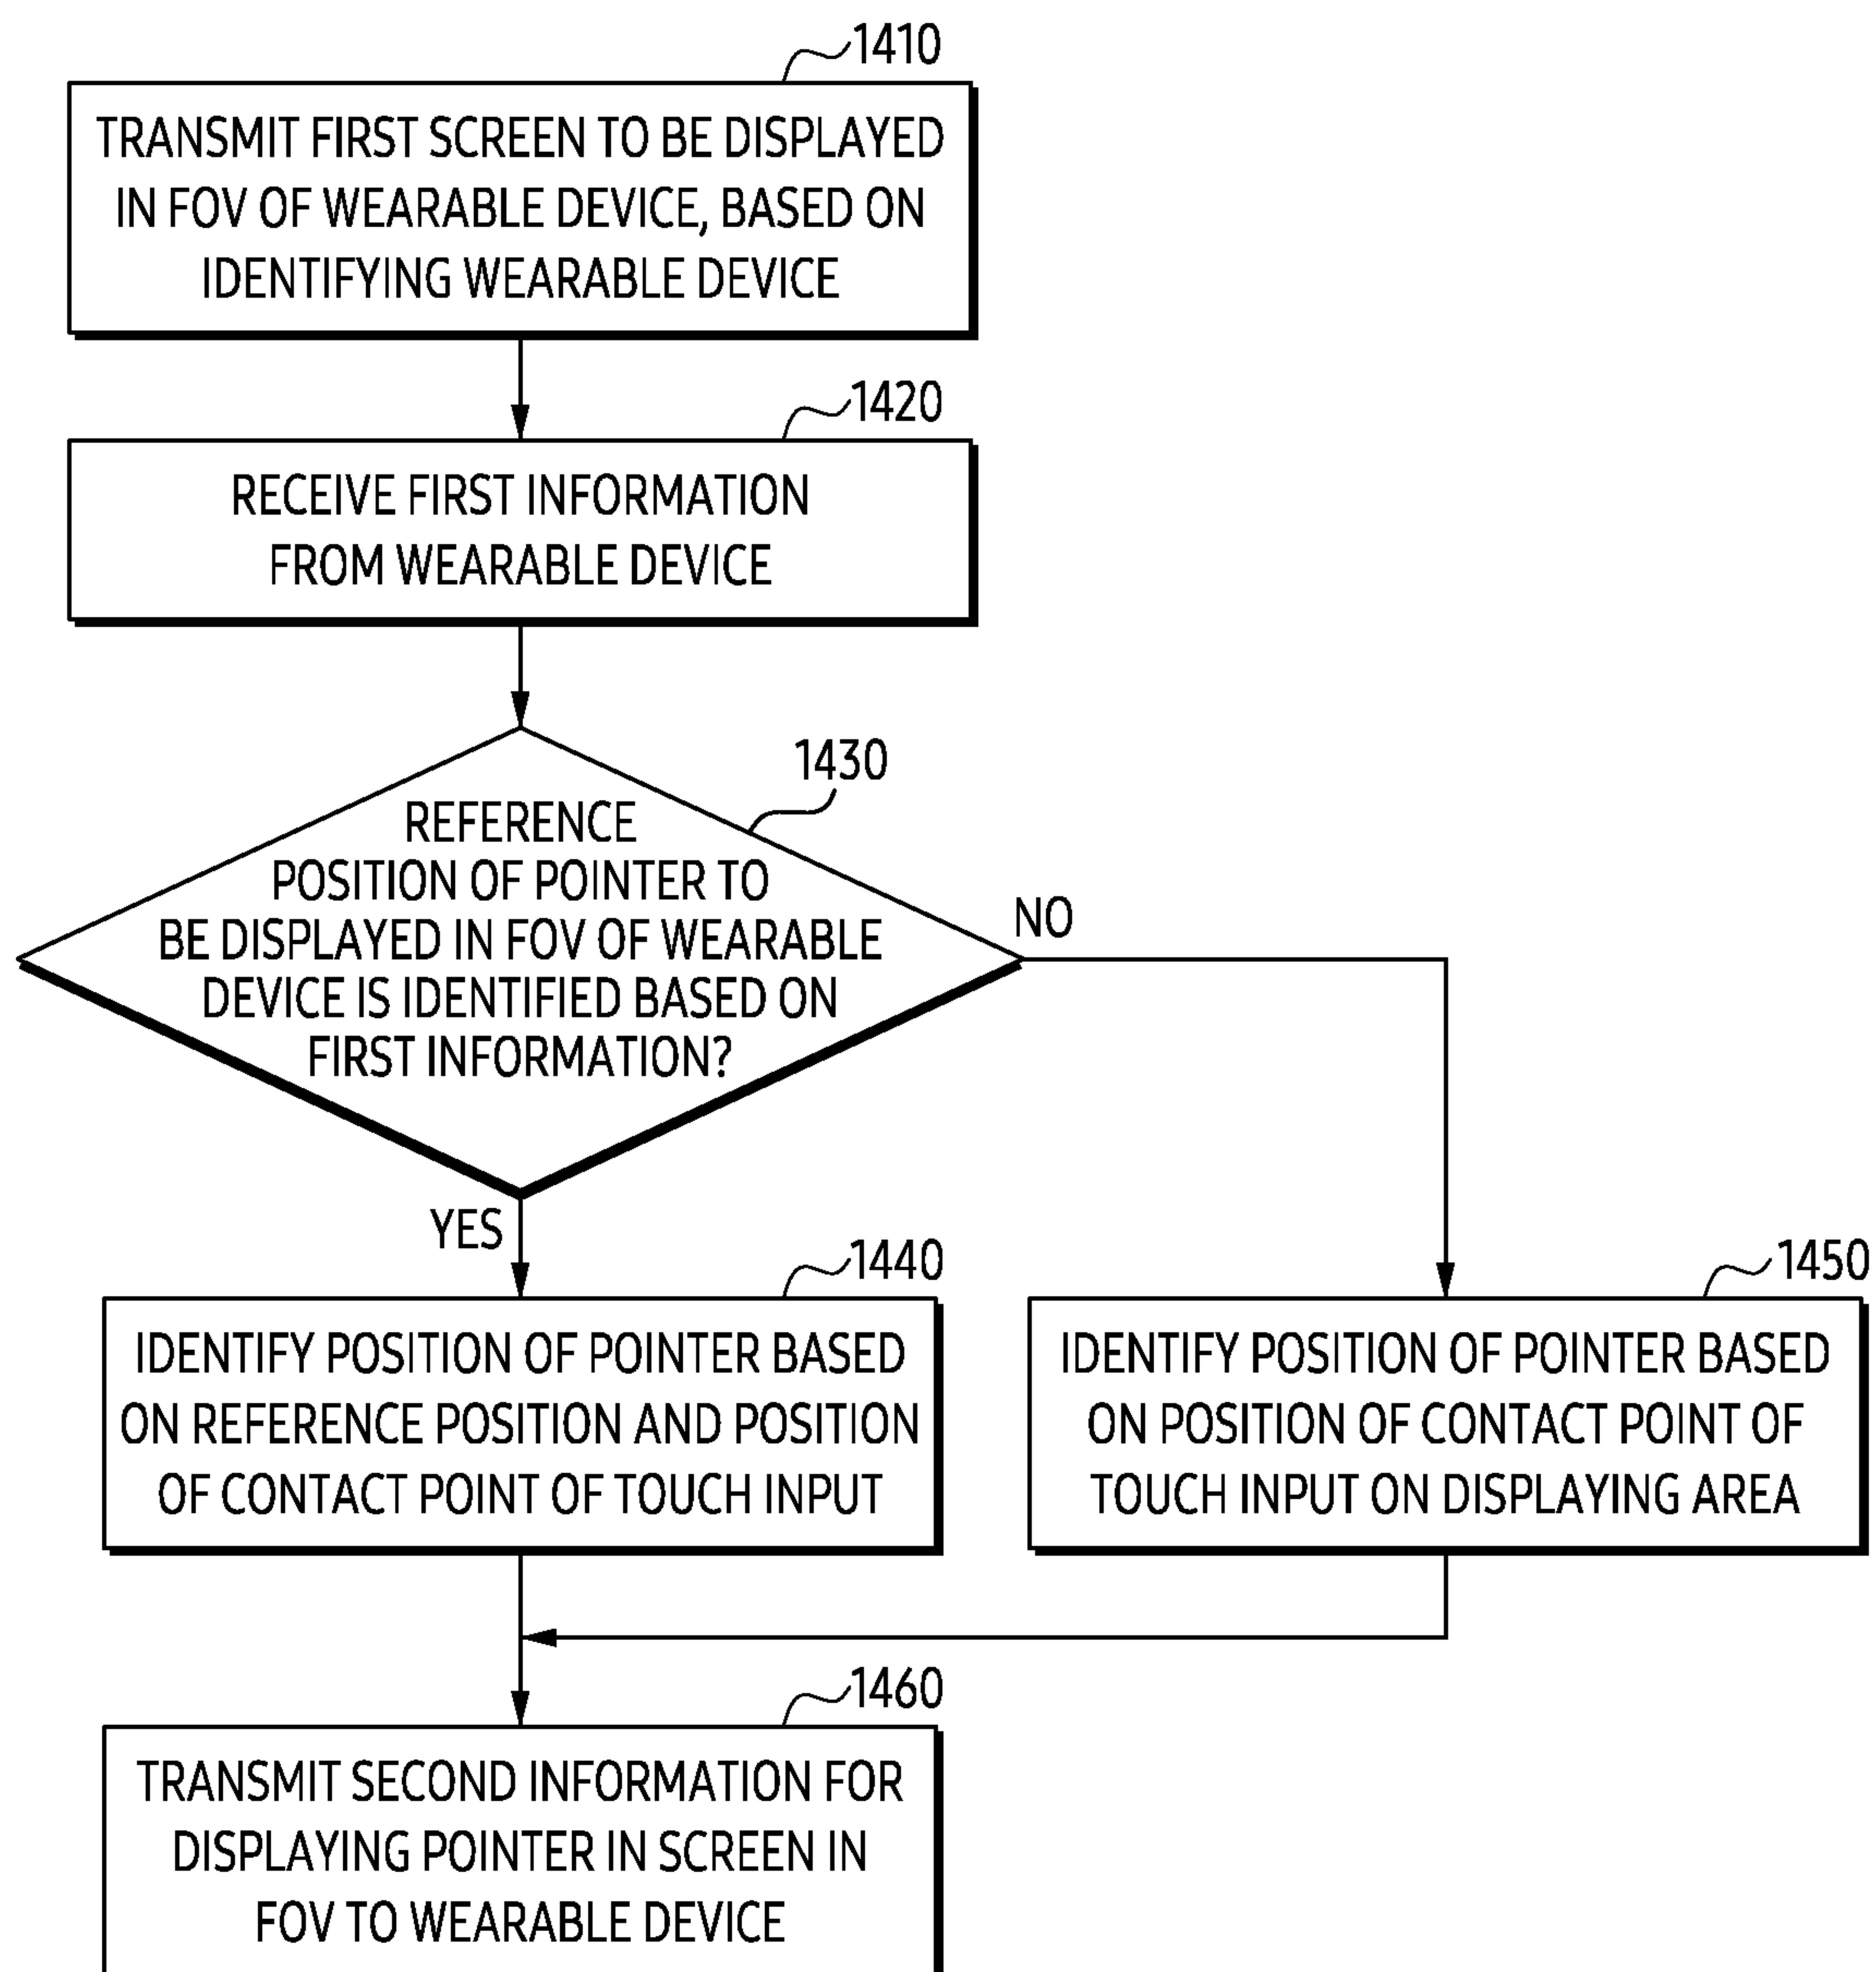 1410
TRANSMIT FIRST SCREEN TO BE DISPLAYED
IN FOV OF WEARABLE DEVICE, BASED ON
IDENTIFYING WEARABLE DEVICE
1420
RECEIVE FIRST INFORMATION
FROM WEARABLE DEVICE
1430
REFERENCE
POSITION OF POINTER TO
BE DISPLAYED IN FOV OF WEARABLE
DEVICE IS IDENTIFIED BASED ON
FIRST INFORMATION?
NO
YES
1440
IDENTIFY POSITION OF POINTER BASED
ON REFERENCE POSITION AND POSITION
OF CONTACT POINT OF TOUCH INPUT
1450
IDENTIFY POSITION OF POINTER BASED
ON POSITION OF CONTACT POINT OF
TOUCH INPUT ON DISPLAYING AREA
1460
TRANSMIT SECOND INFORMATION FOR
DISPLAYING POINTER IN SCREEN IN
FOV TO WEARABLE DEVICE